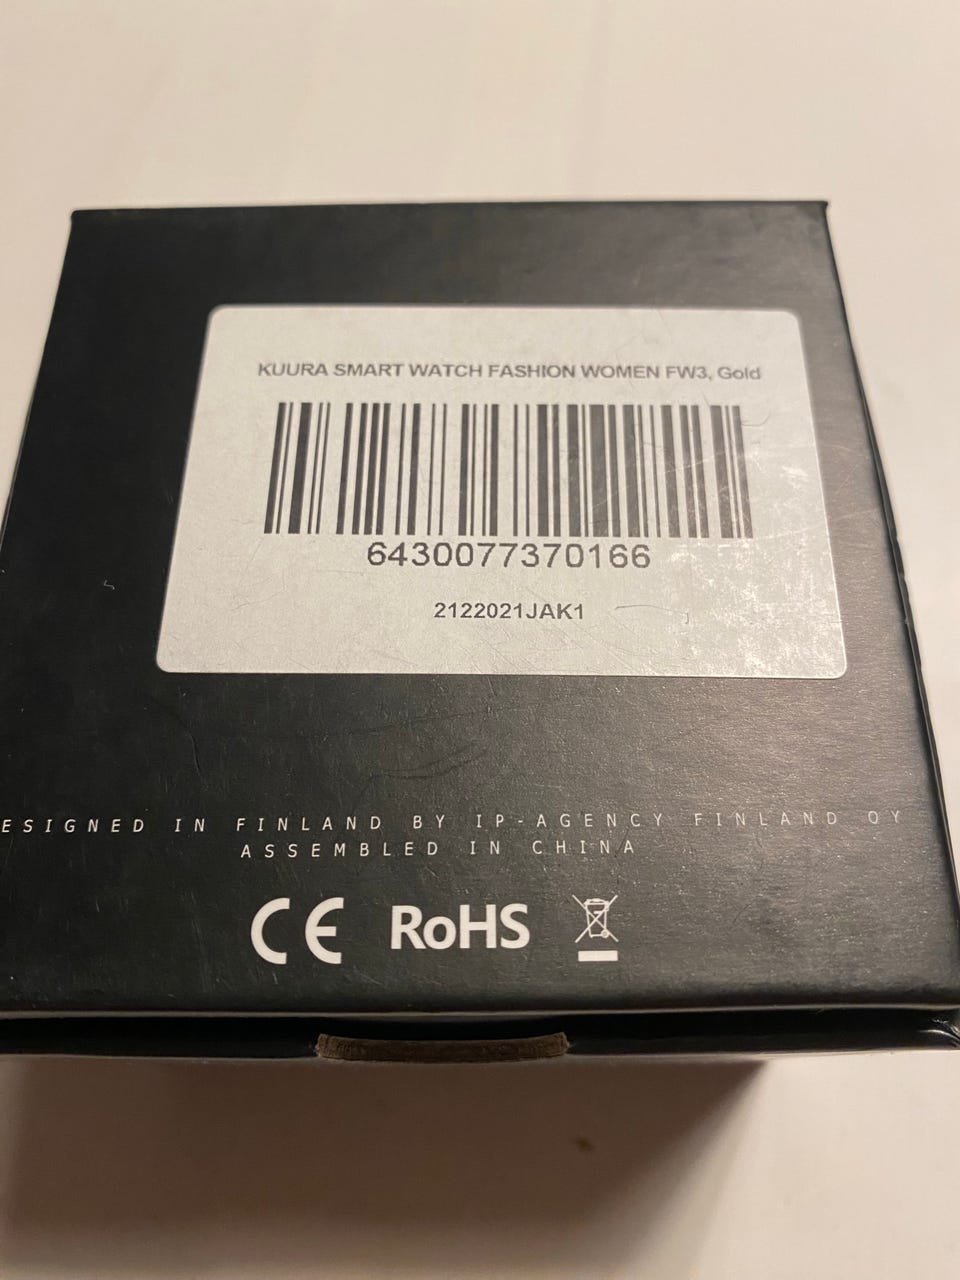 KUURA SMART WATCH FASHION WOMEN FW3, Gold
6430077370166
2122021JAK1
ESIGNED IN FINLAND BY IP-AGENCY FINLAND OY
ASSEMBLED IN CHINA
CE RoHS